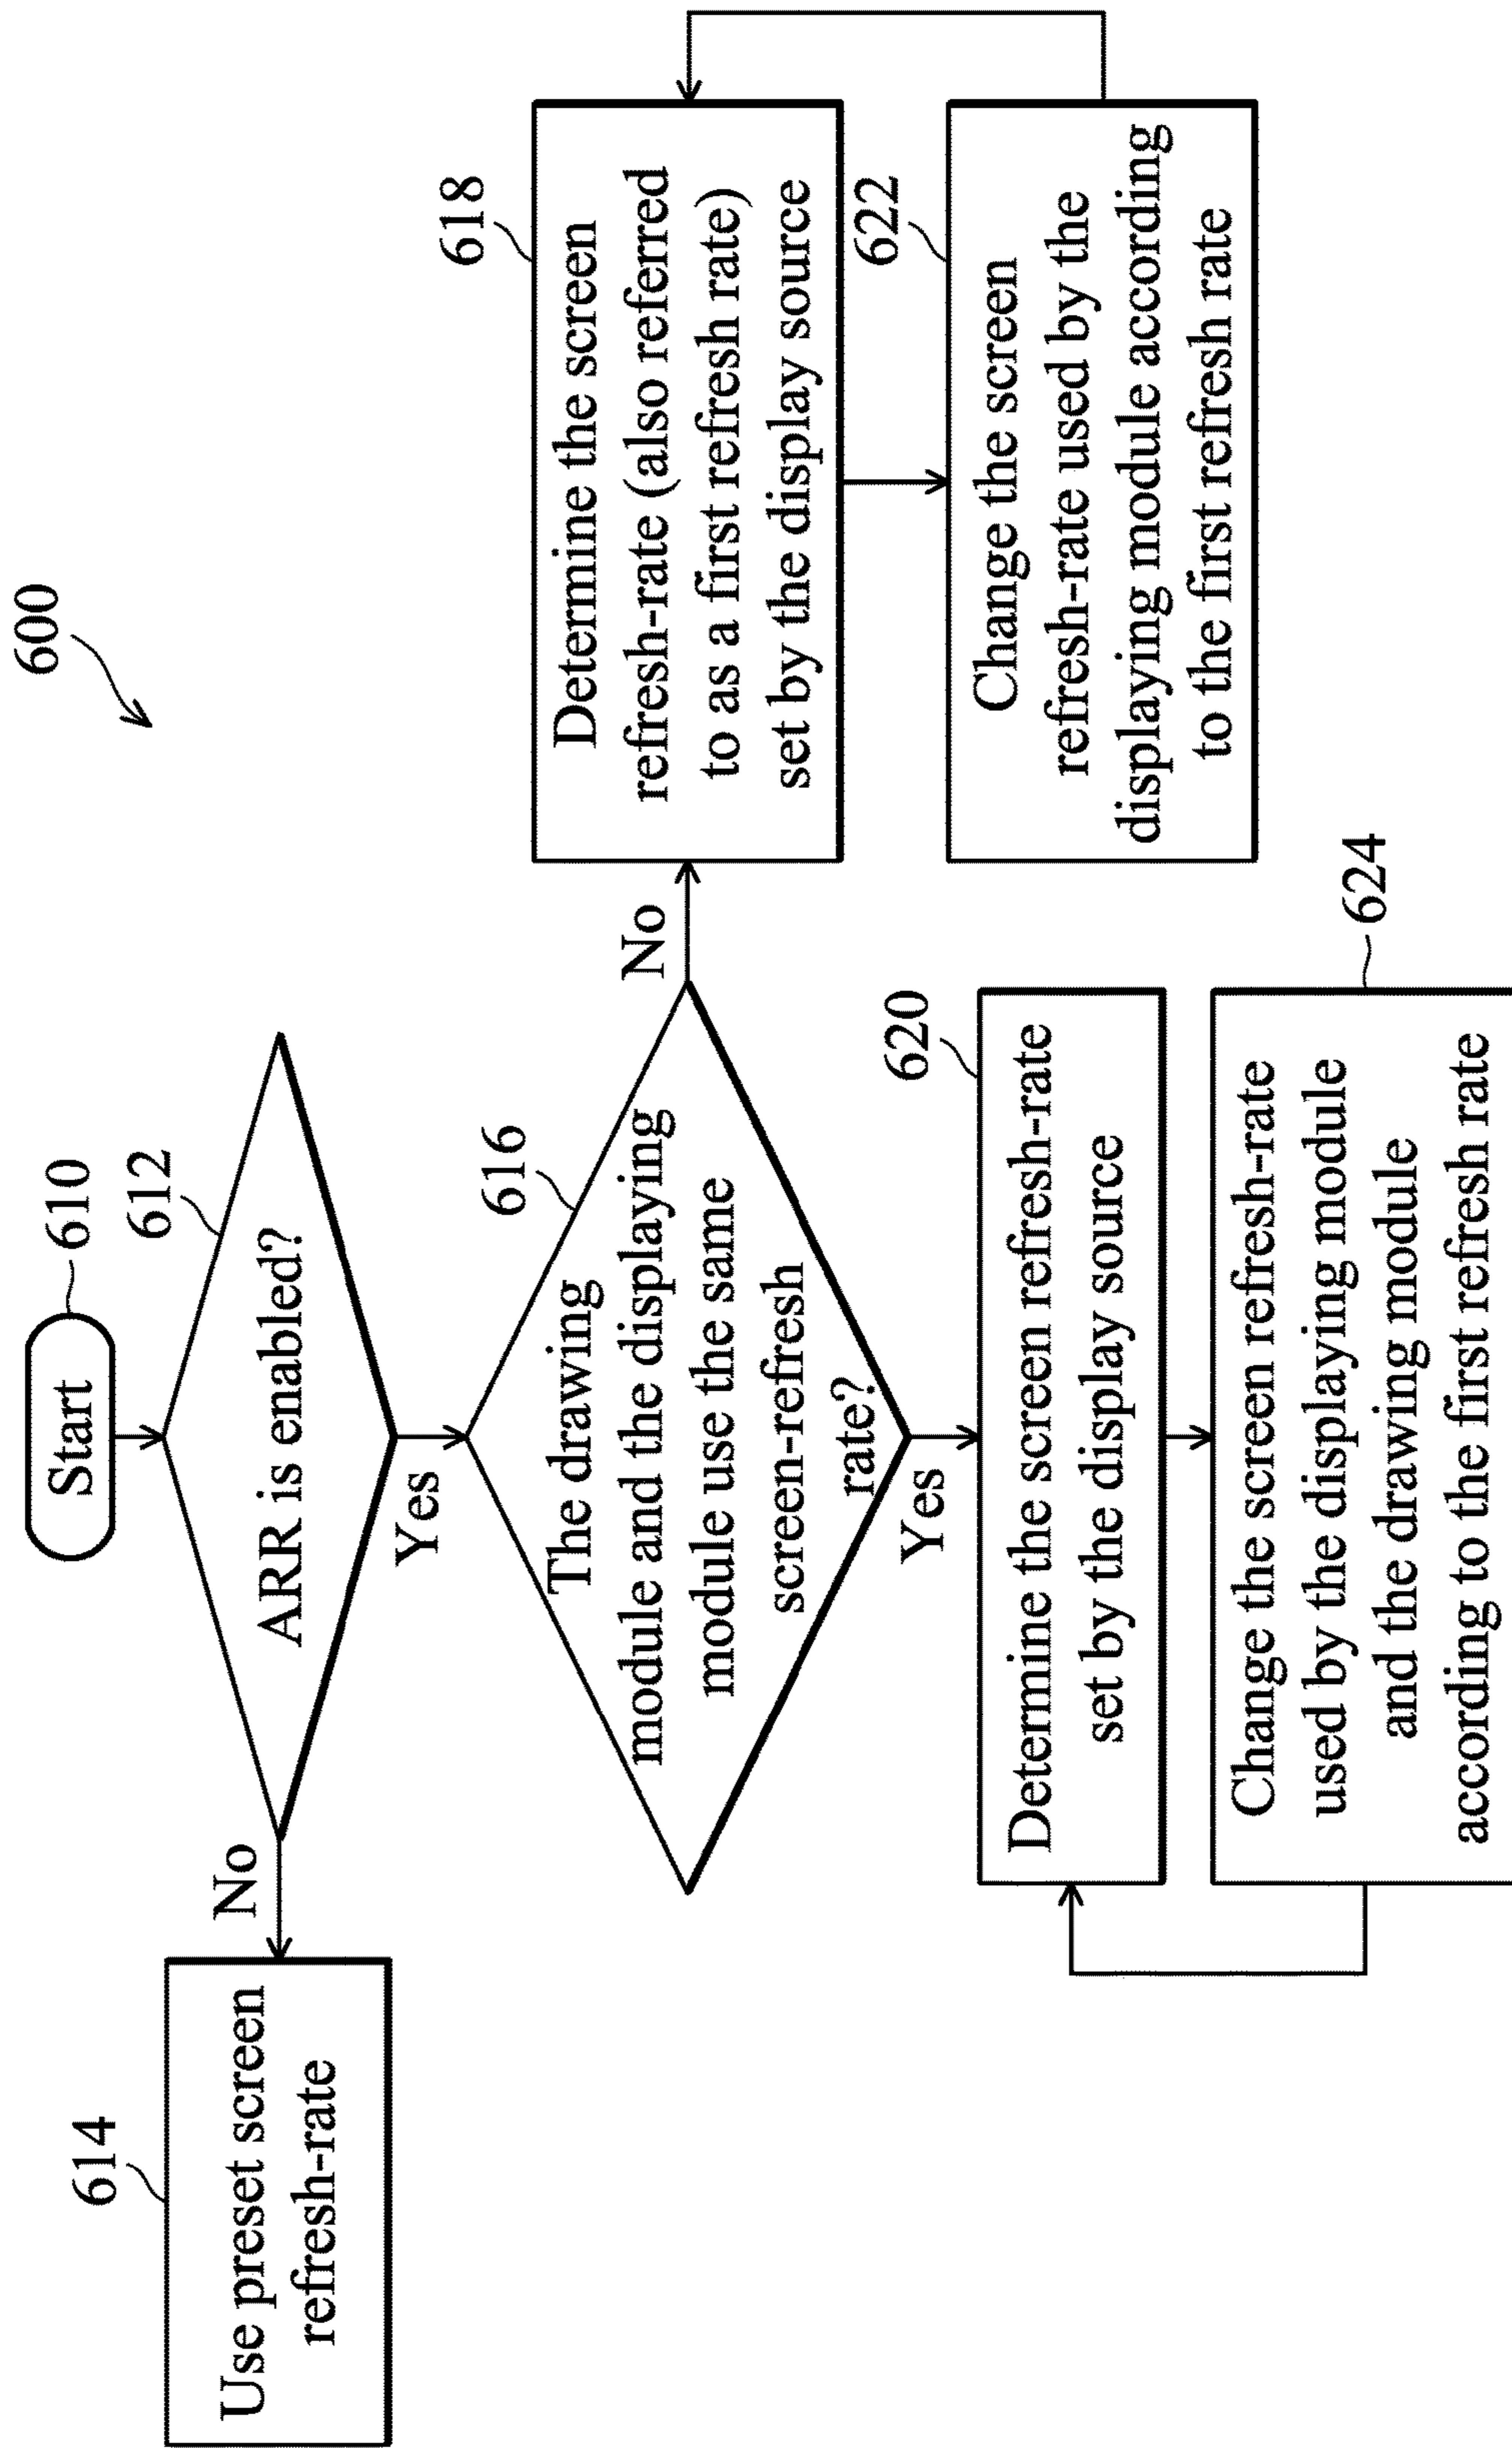 600
610
Start
612
ARR is enabled?
No
Yes
614
Use preset screen
refresh-rate
616
The drawing
module and the displaying
module use the same
screen-refresh
rate?
No
Yes
618
Determine the screen
refresh-rate (also referred
to as a first refresh rate)
set by the display source
622
Change the screen
refresh-rate used by the
displaying module according
to the first refresh rate
620
Determine the screen refresh-rate
set by the display source
624
Change the screen refresh-rate
used by the displaying module
and the drawing module
according to the first refresh rate